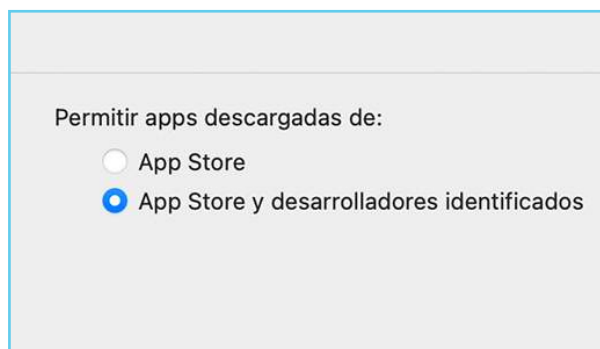 Permitir apps descargadas de:
App Store
App Store y desarrolladores identificados